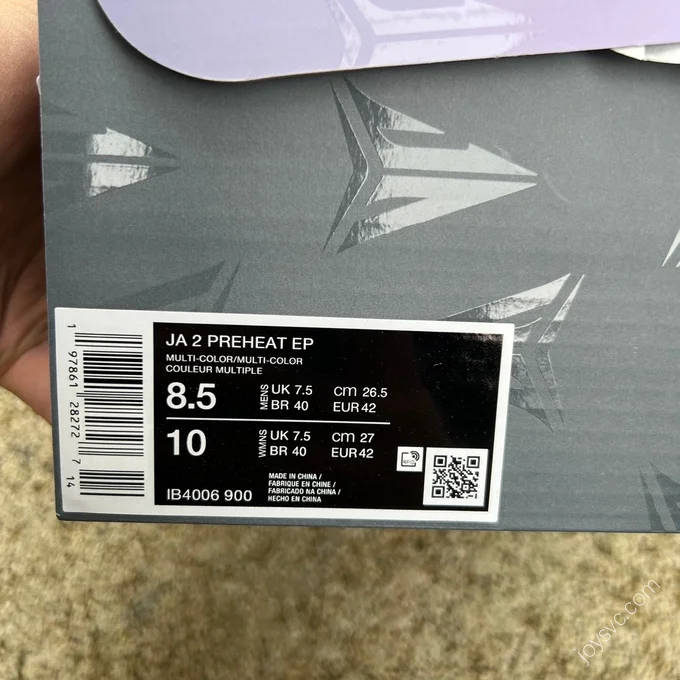 JA 2 PREHEAT EP
MULTI-COLOR/MULTI-COLOR
COULEUR MULTIPLE
8.5 MENS UK 7.5 cm 26.5
BR 40 EUR 42
10 WMNS UK 7.5 cm 27
BR 40 EUR 42
IB4006 900
MADE IN CHINA /
FABRIQUE EN CHINE /
FABRICADO NA CHINA /
HECHO EN CHINA
1 97861 28272 7 14
joysvc.com